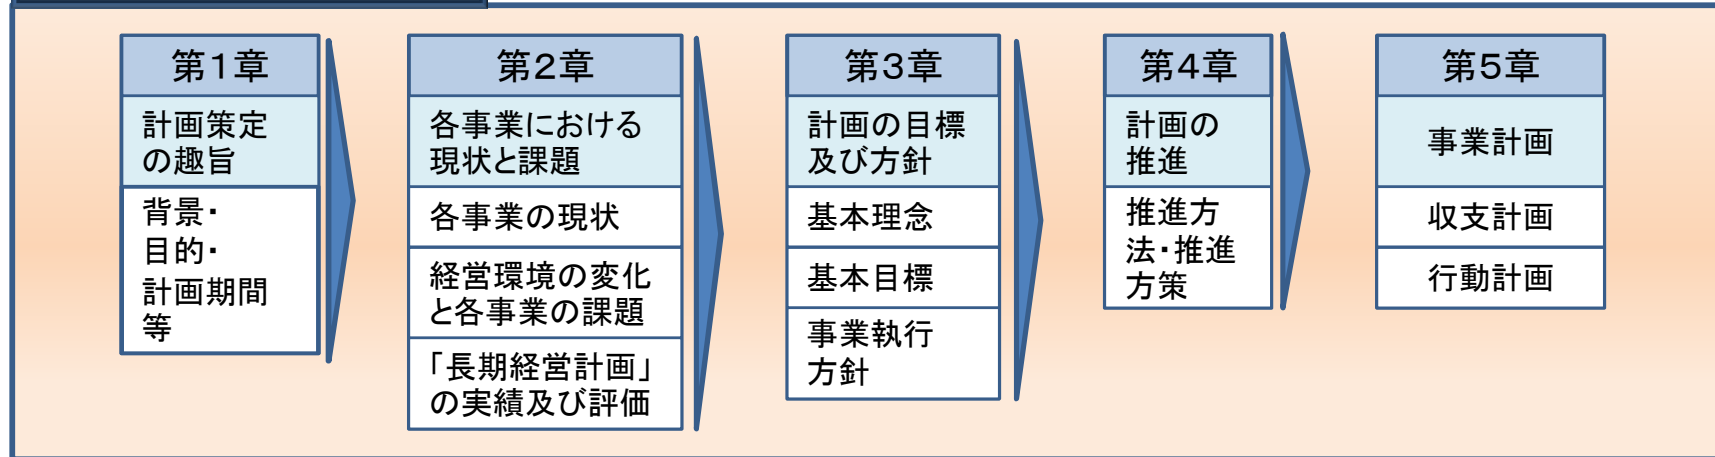 第1章
計画策定
の趣旨
背景・
目的・
計画期間
等
第2章
各事業における
現状と課題
各事業の現状
経営環境の変化
と各事業の課題
「長期経営計画」
の実績及び評価
第3章
計画の目標
及び方針
基本理念
基本目標
事業執行
方針
第4章
計画の
推進
推進方
法・推進
方策
第5章
事業計画
収支計画
行動計画